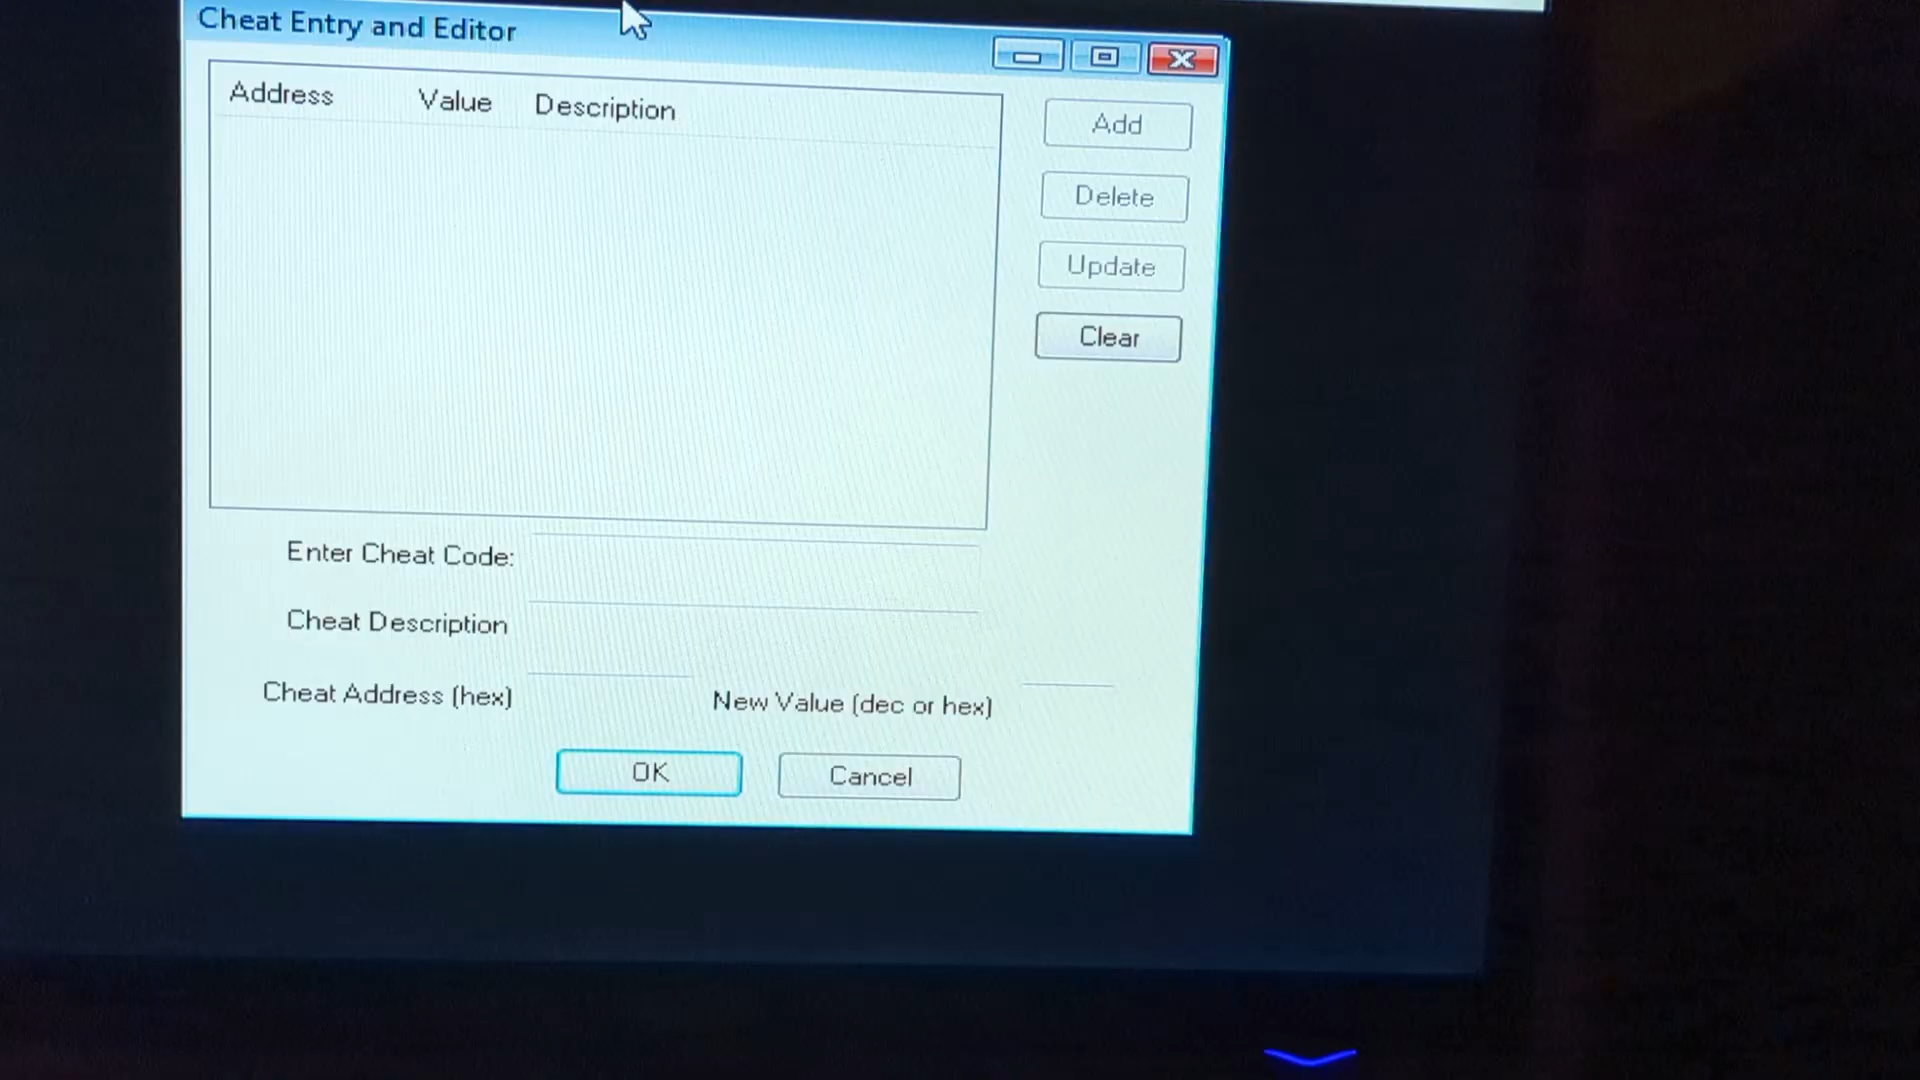 Cheat Entry and Editor
Address Value Description
Add
Delete
Update
Clear
Enter Cheat Code:
Cheat Description
Cheat Address (hex) New Value (dec or hex)
OK Cancel